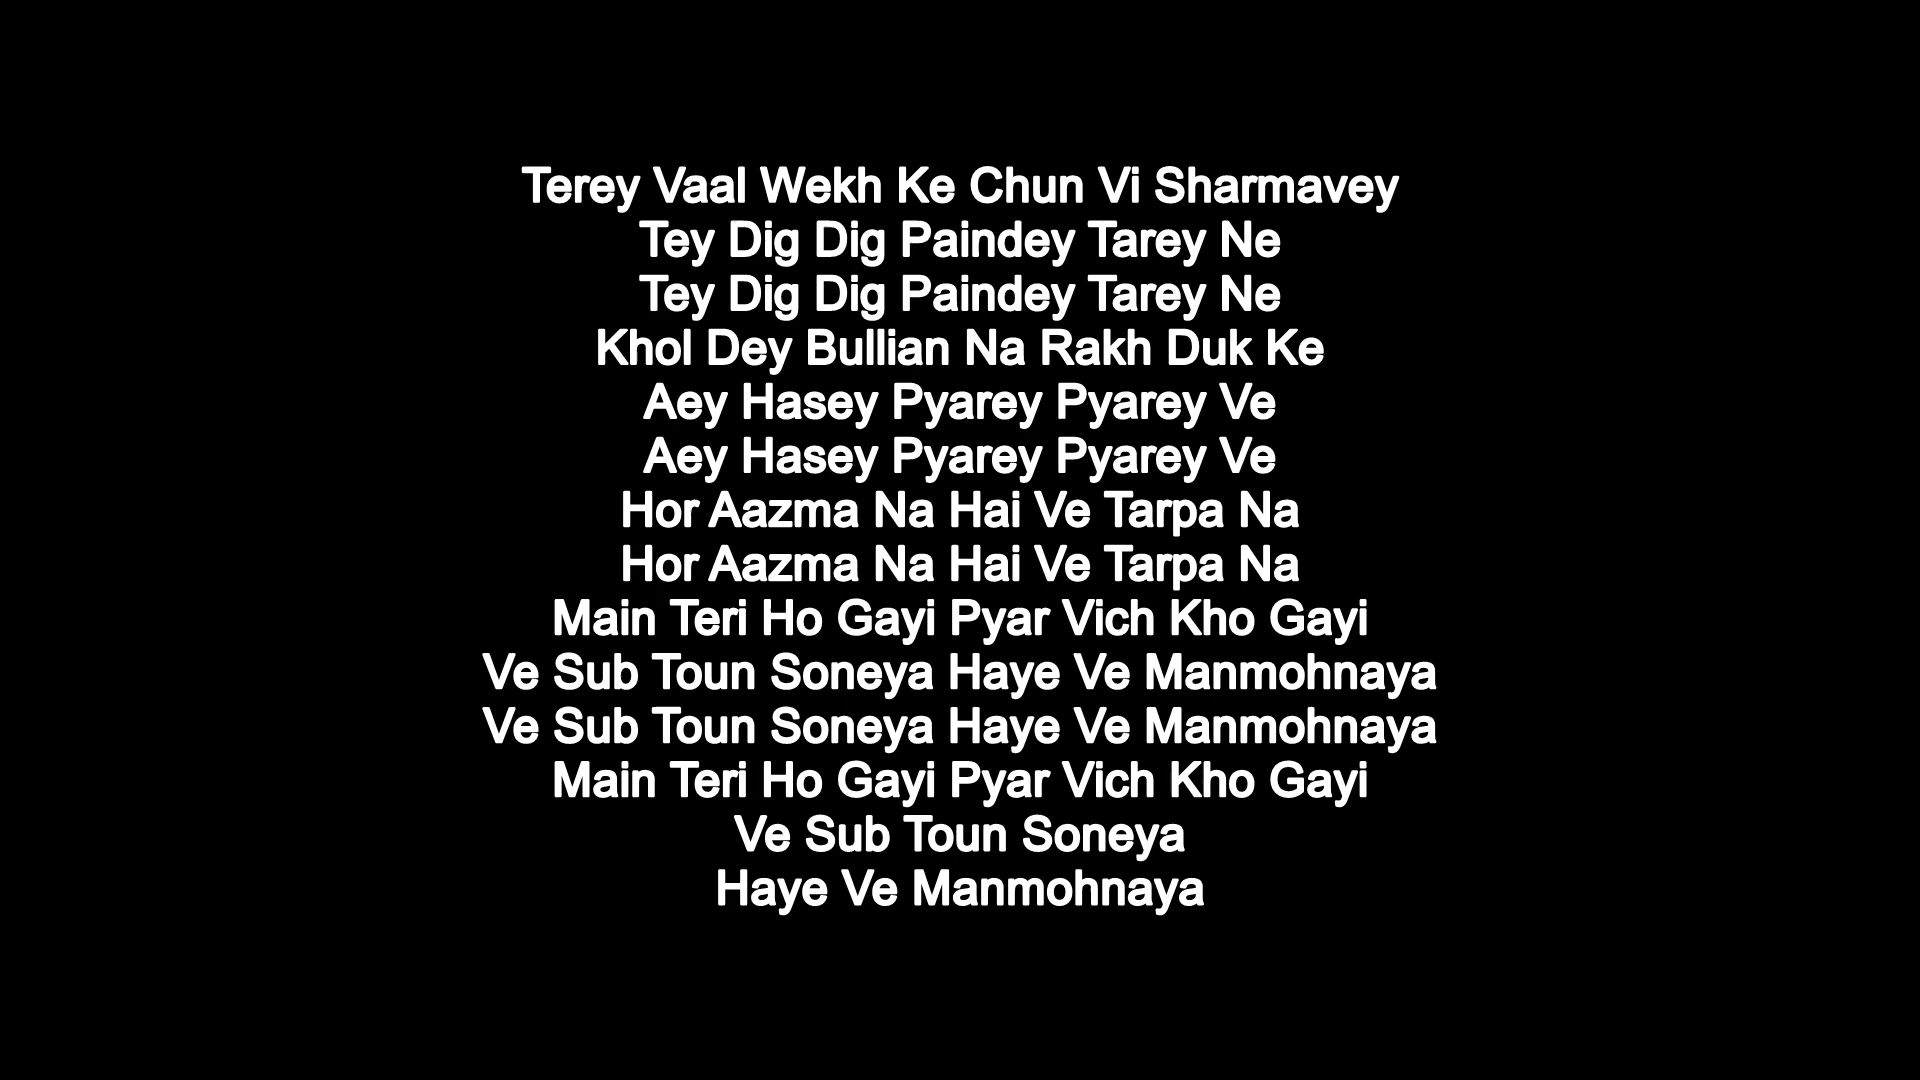 Terey Vaal Wekh Ke Chun Vi Sharmavey
Tey Dig Dig Paindey Tarey Ne
Tey Dig Dig Paindey Tarey Ne
Khol Dey Bullian Na Rakh Duk Ke
Aey Hasey Pyarey Pyarey Ve
Aey Hasey Pyarey Pyarey Ve
Hor Aazma Na Hai Ve Tarpa Na
Hor Aazma Na Hai Ve Tarpa Na
Main Teri Ho Gayi Pyar Vich Kho Gayi
Ve Sub Toun Soneya Haye Ve Manmohnaya
Ve Sub Toun Soneya Haye Ve Manmohnaya
Main Teri Ho Gayi Pyar Vich Kho Gayi
Ve Sub Toun Soneya
Haye Ve Manmohnaya